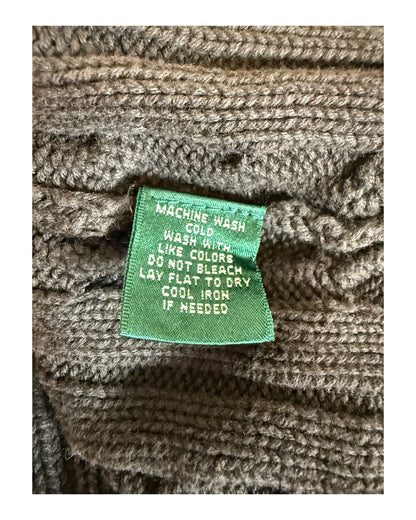 MACHINE WASH
COLD
WASH WITH
LIKE COLORS
DO NOT BLEACH
LAY FLAT TO DRY
COOL IRON
IF NEEDED